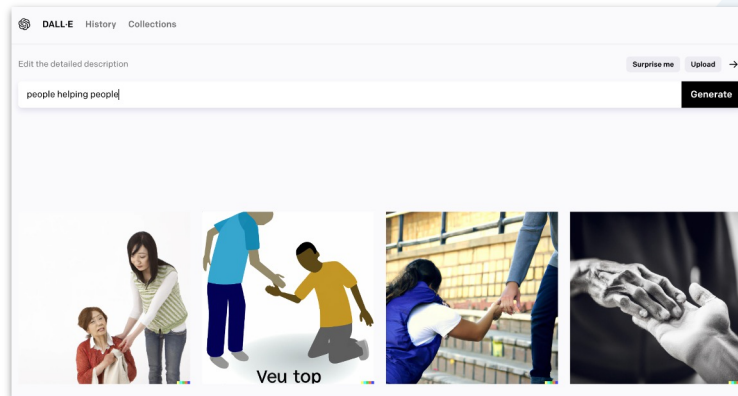 DALL·E History Collections
Edit the detailed description Surprise me Upload →
people helping people Generate
Veu top